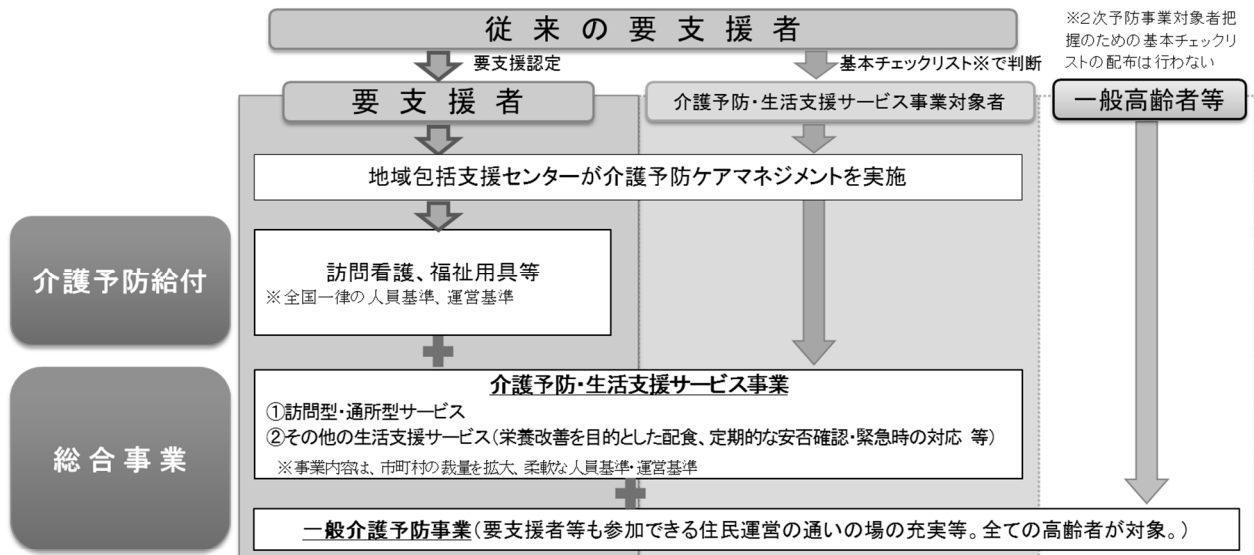 従来の要支援者
※２次予防事業対象者把
握のための基本チェックリ
ストの配布は行わない
要支援認定
基本チェックリスト※で判断
要支援者
介護予防・生活支援サービス事業対象者
一般高齢者等
地域包括支援センターが介護予防ケアマネジメントを実施
介護予防給付
訪問看護、福祉用具等
※全国一律の人員基準、運営基準
総合事業
介護予防・生活支援サービス事業
①訪問型・通所型サービス
②その他の生活支援サービス（栄養改善を目的とした配食、定期的な安否確認・緊急時の対応 等）
※事業内容は、市町村の裁量を拡大、柔軟な人員基準・運営基準
一般介護予防事業（要支援者等も参加できる住民運営の通いの場の充実等。全ての高齢者が対象。）